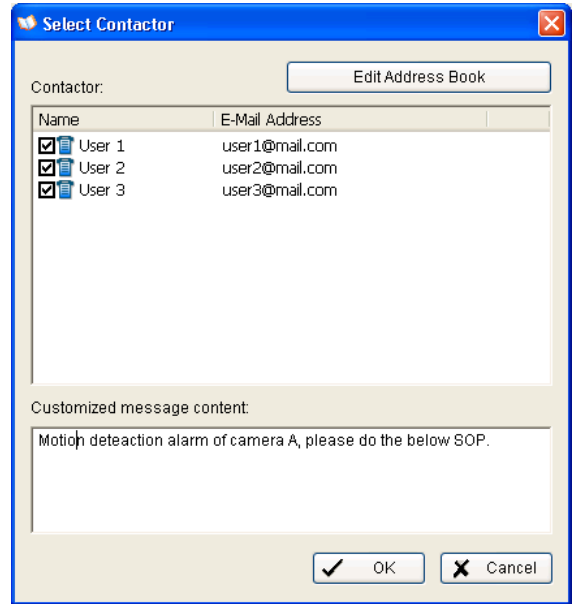 Select Contactor
Edit Address Book
Contactor:
Name E-Mail Address
User 1 user1@mail.com
User 2 user2@mail.com
User 3 user3@mail.com
Customized message content:
Motion deteaction alarm of camera A, please do the below SOP.
OK Cancel